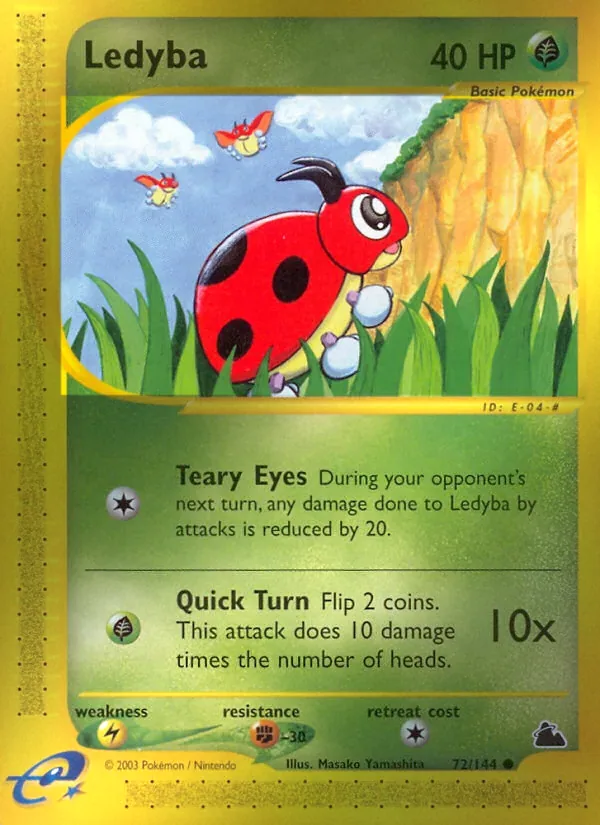 Ledyba 40 HP
Basic Pokémon
ID: E-04-#
Teary Eyes During your opponent's
next turn, any damage done to Ledyba by
attacks is reduced by 20.
Quick Turn Flip 2 coins.
This attack does 10 damage
times the number of heads.
10x
weakness resistance retreat cost
-30
© 2003 Pokémon / Nintendo Illus. Masako Yamashita 72/144
e